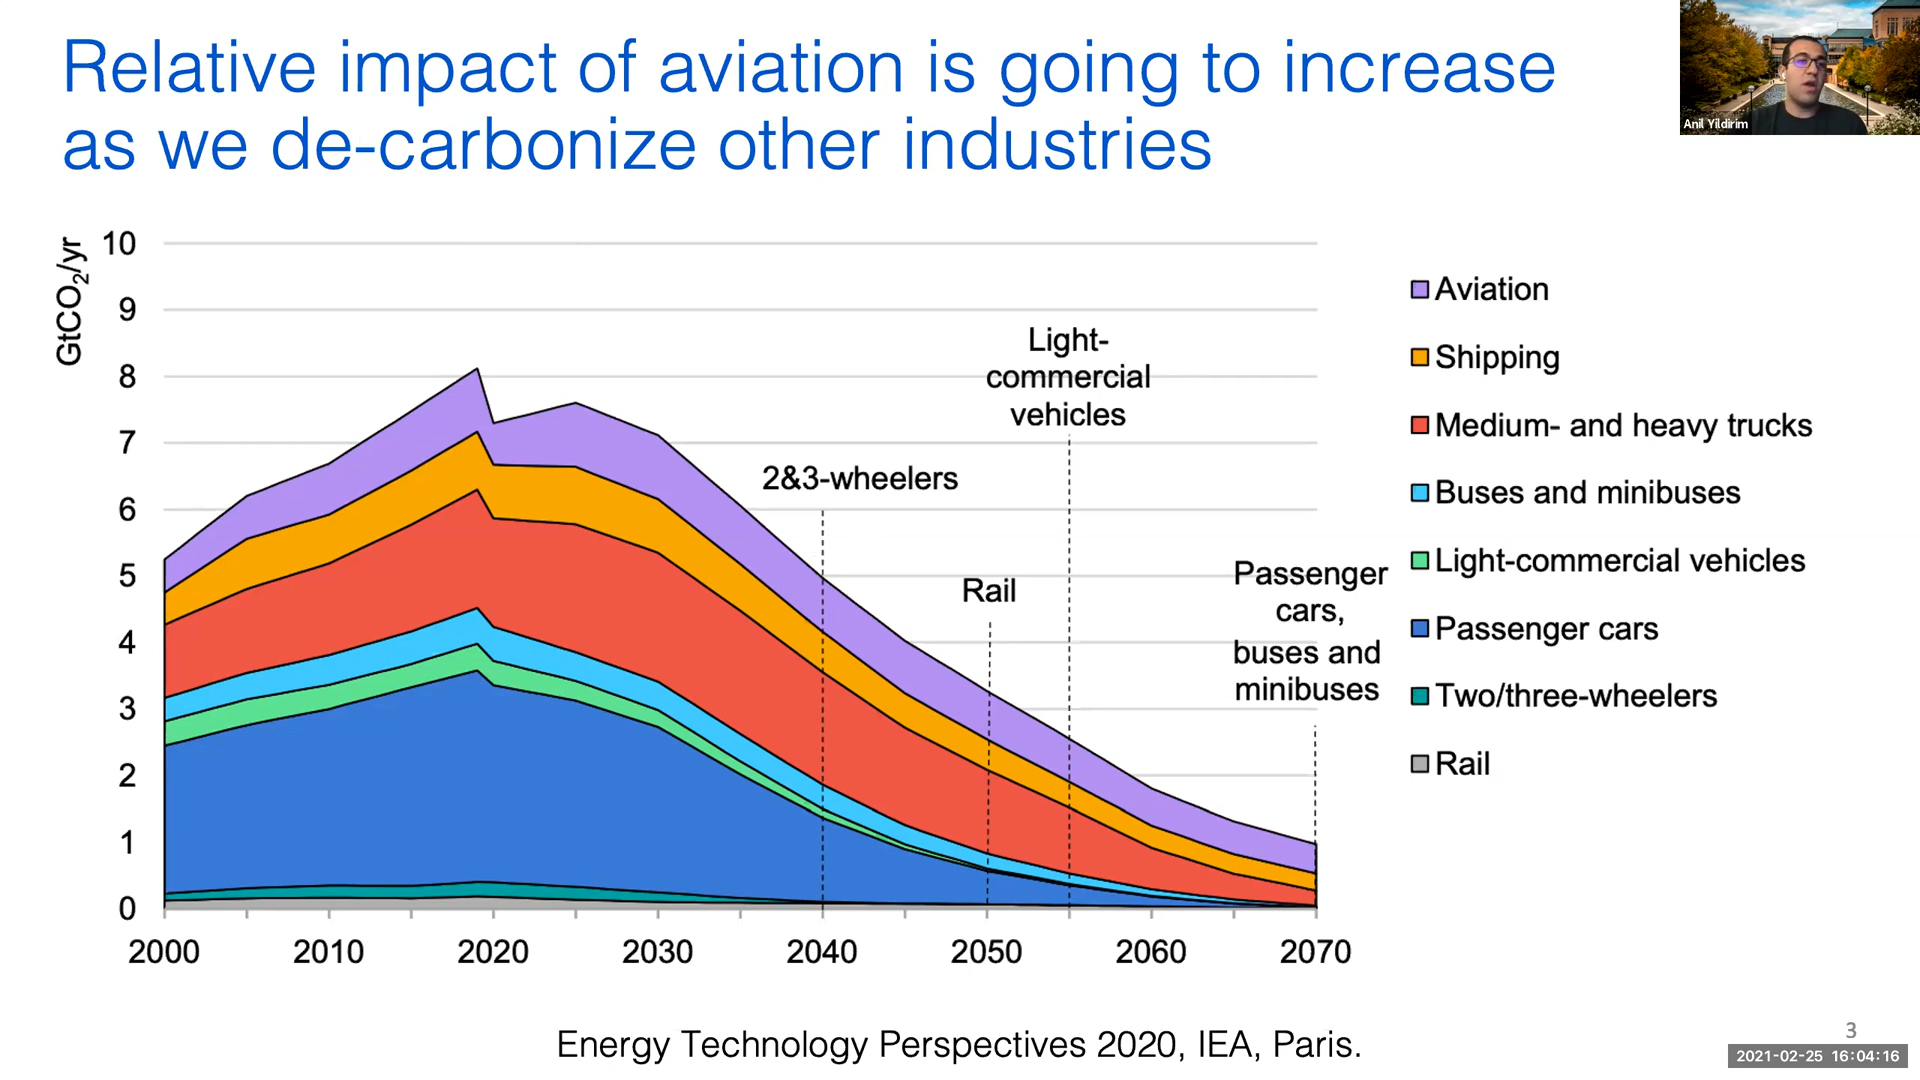 Relative impact of aviation is going to increase
as we de-carbonize other industries
Anil Yildirim
GtCO2/yr
10
9
8
7
6
5
4
3
2
1
0
2000 2010 2020 2030 2040 2050 2060 2070
2&3-wheelers
Rail
Light-
commercial
vehicles
Passenger
cars,
buses and
minibuses
Aviation
Shipping
Medium- and heavy trucks
Buses and minibuses
Light-commercial vehicles
Passenger cars
Two/three-wheelers
Rail
Energy Technology Perspectives 2020, IEA, Paris.
3
2021-02-25 16:04:16